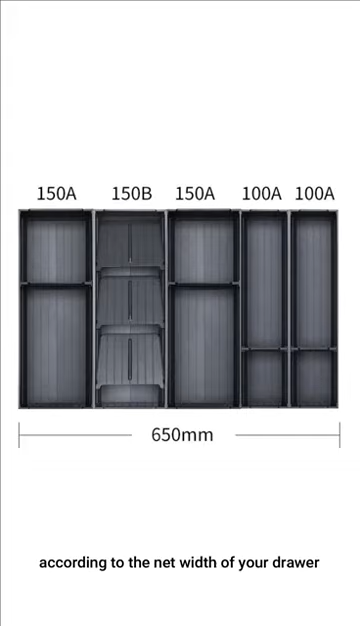 150A 150B 150A 100A 100A
650mm
according to the net width of your drawer